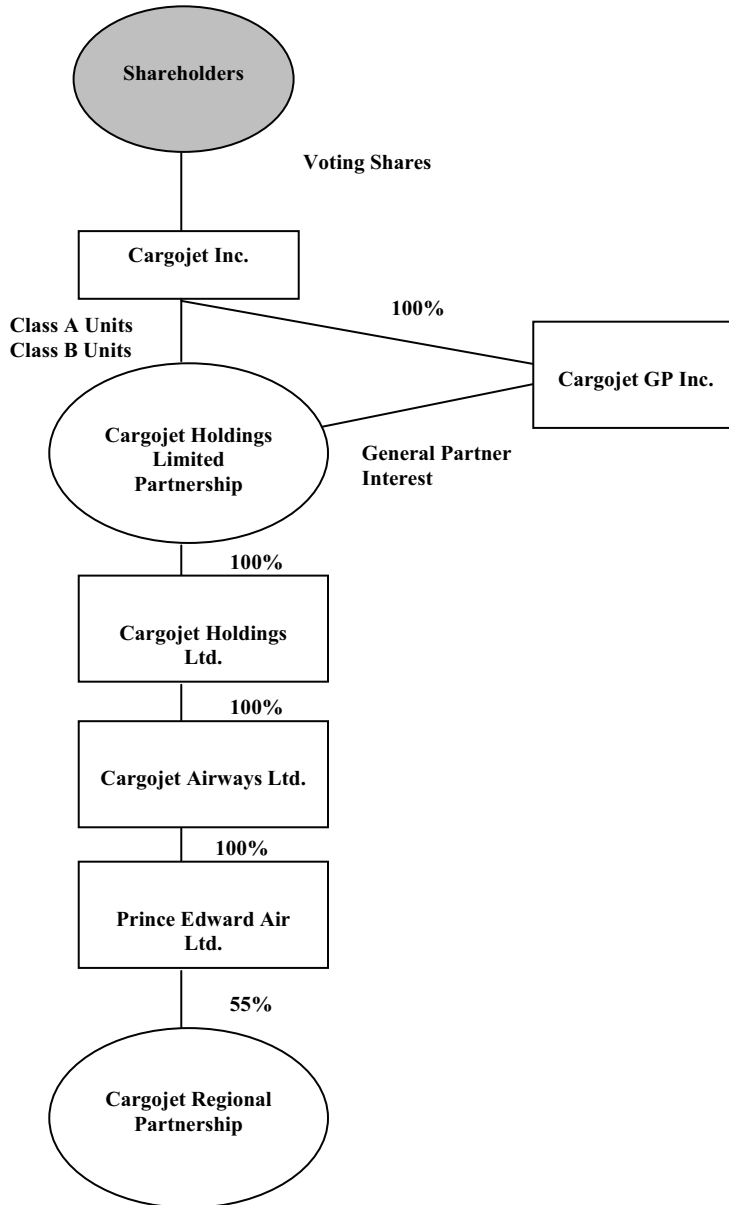 Shareholders
Voting Shares
Cargojet Inc.
100%
Class A Units
Class B Units
Cargojet GP Inc.
Cargojet Holdings
Limited
Partnership
General Partner
Interest
100%
Cargojet Holdings
Ltd.
100%
Cargojet Airways Ltd.
100%
Prince Edward Air
Ltd.
55%
Cargojet Regional
Partnership